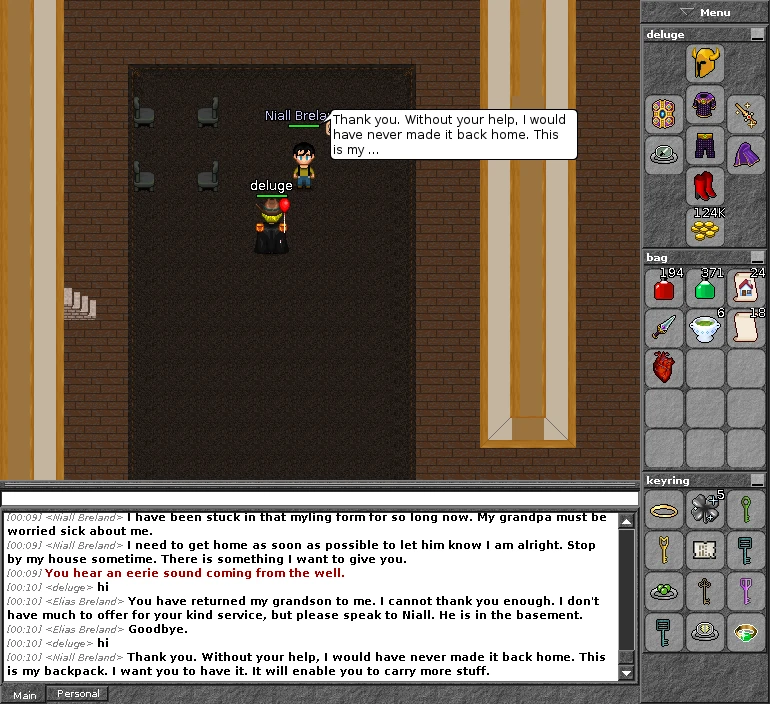 Menu
deluge
Niall Brela
Thank you. Without your help, I would
have never made it back home. This
is my ...
deluge
124K
bag
194
371
24
6
18
keyring
+5
[00:09] <Niall Breland> I have been stuck in that myling form for so long now. My grandpa must be
worried sick about me.
[00:09] <Niall Breland> I need to get home as soon as possible to let him know I am alright. Stop
by my house sometime. There is something I want to give you.
[00:09] You hear an eerie sound coming from the well.
[00:10] <deluge> hi
[00:10] <Elias Breland> You have returned my grandson to me. I cannot thank you enough. I don't
have much to offer for your kind service, but please speak to Niall. He is in the basement.
[00:10] <Elias Breland> Goodbye.
[00:10] <deluge> hi
[00:10] <Niall Breland> Thank you. Without your help, I would have never made it back home. This
is my backpack. I want you to have it. It will enable you to carry more stuff.
Main
Personal